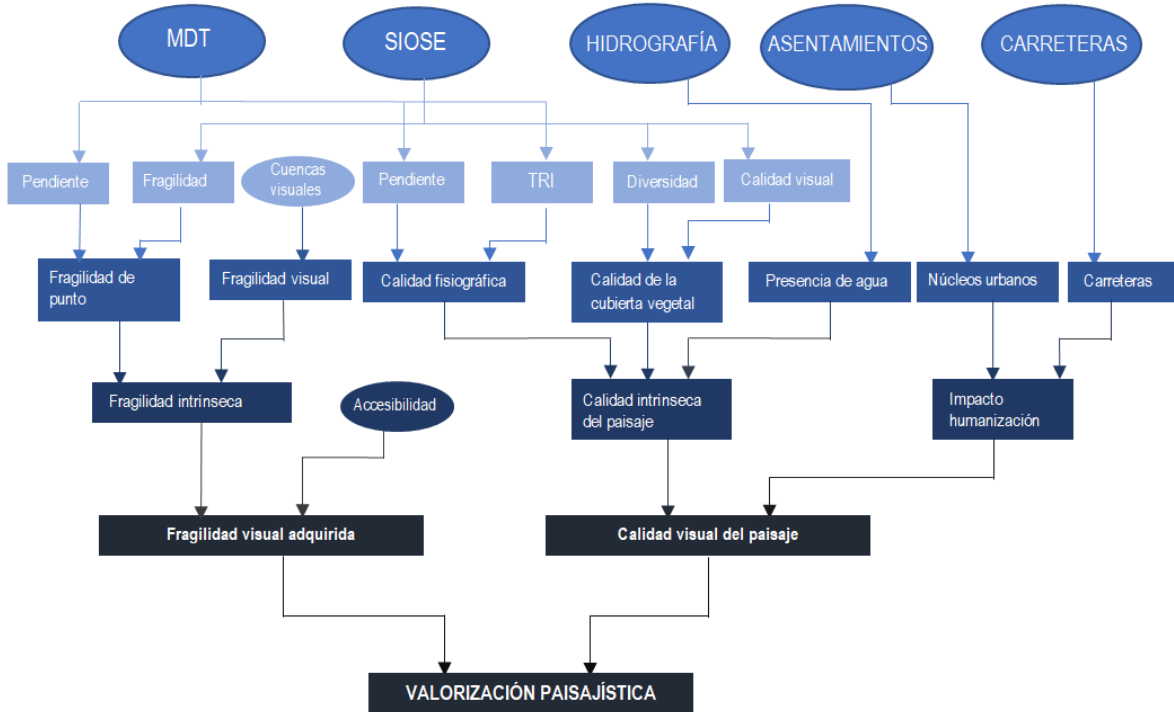 MDT
SIOSE
HIDROGRAFÍA
ASENTAMIENTOS
CARRETERAS
Pendiente
Fragilidad
Cuencas
visuales
Pendiente
TRI
Diversidad
Calidad visual
Fragilidad de
punto
Fragilidad visual
Calidad fisiográfica
Calidad de la
cubierta vegetal
Presencia de agua
Núcleos urbanos
Carreteras
Fragilidad intrinseca
Accesibilidad
Calidad intrinseca
del paisaje
Impacto
humanización
Fragilidad visual adquirida
Calidad visual del paisaje
VALORIZACIÓN PAISAJÍSTICA